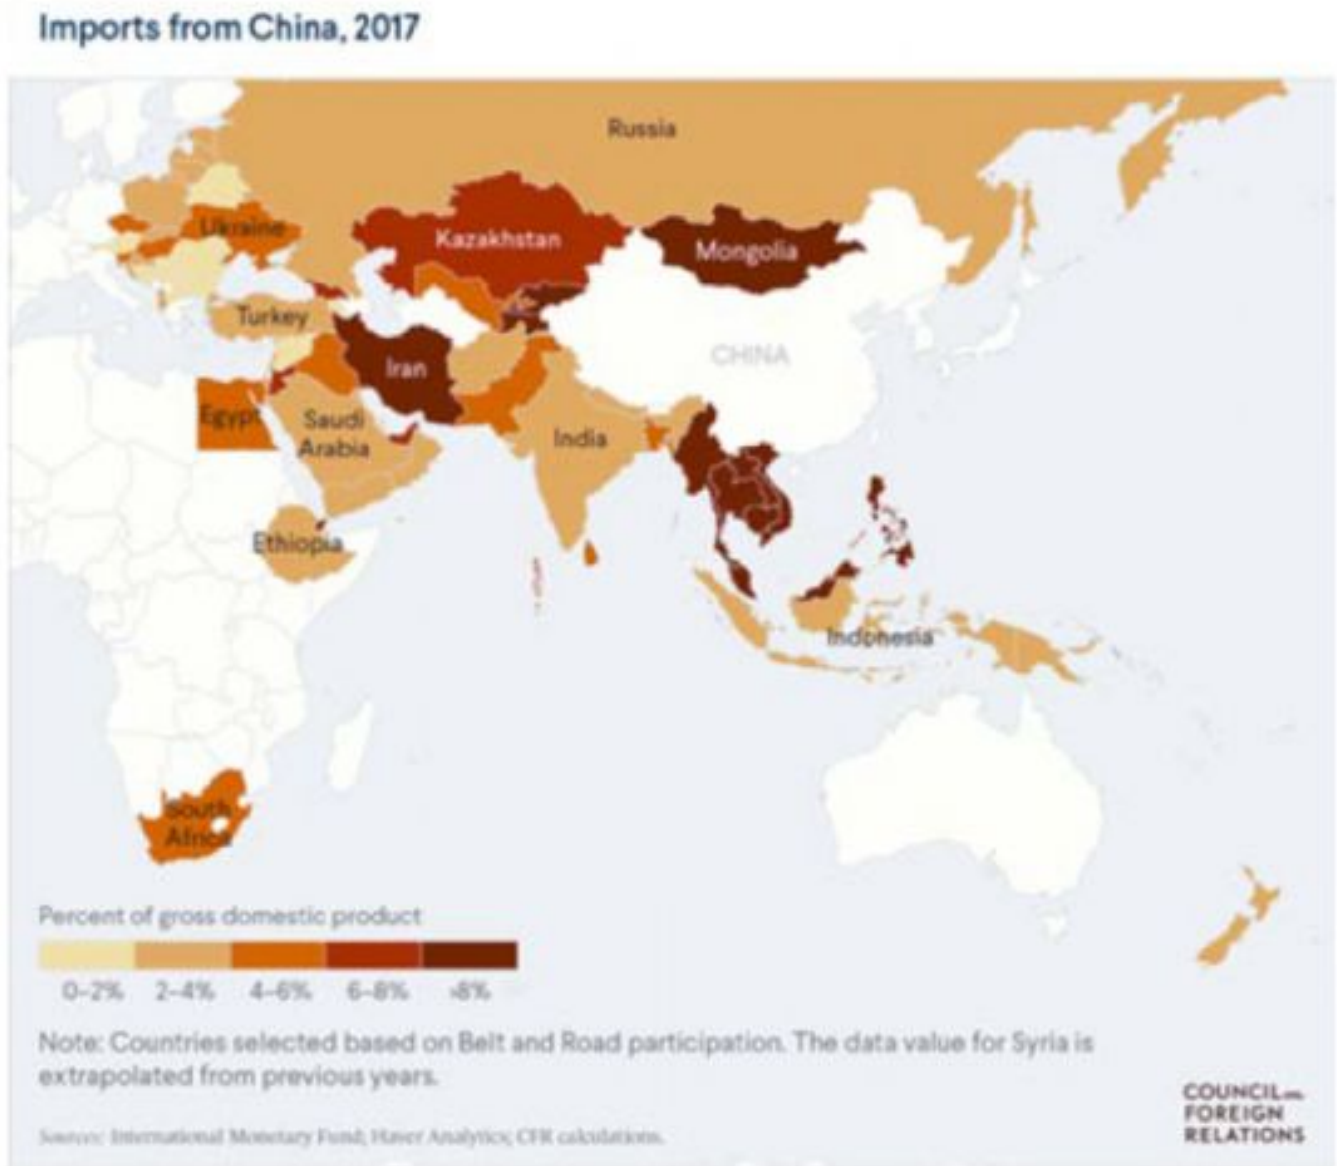 Imports from China, 2017
Russia
Ukraine
Kazakhstan
Mongolia
Turkey
CHINA
Iran
Egypt
Saudi
Arabia
India
Ethiopia
Indonesia
South
Africa
Percent of gross domestic product
0–2% 2–4% 4–6% 6–8% >8%
Note: Countries selected based on Belt and Road participation. The data value for Syria is
extrapolated from previous years.
Sources: International Monetary Fund; Haver Analytics; CFR calculations.
COUNCIL on
FOREIGN
RELATIONS